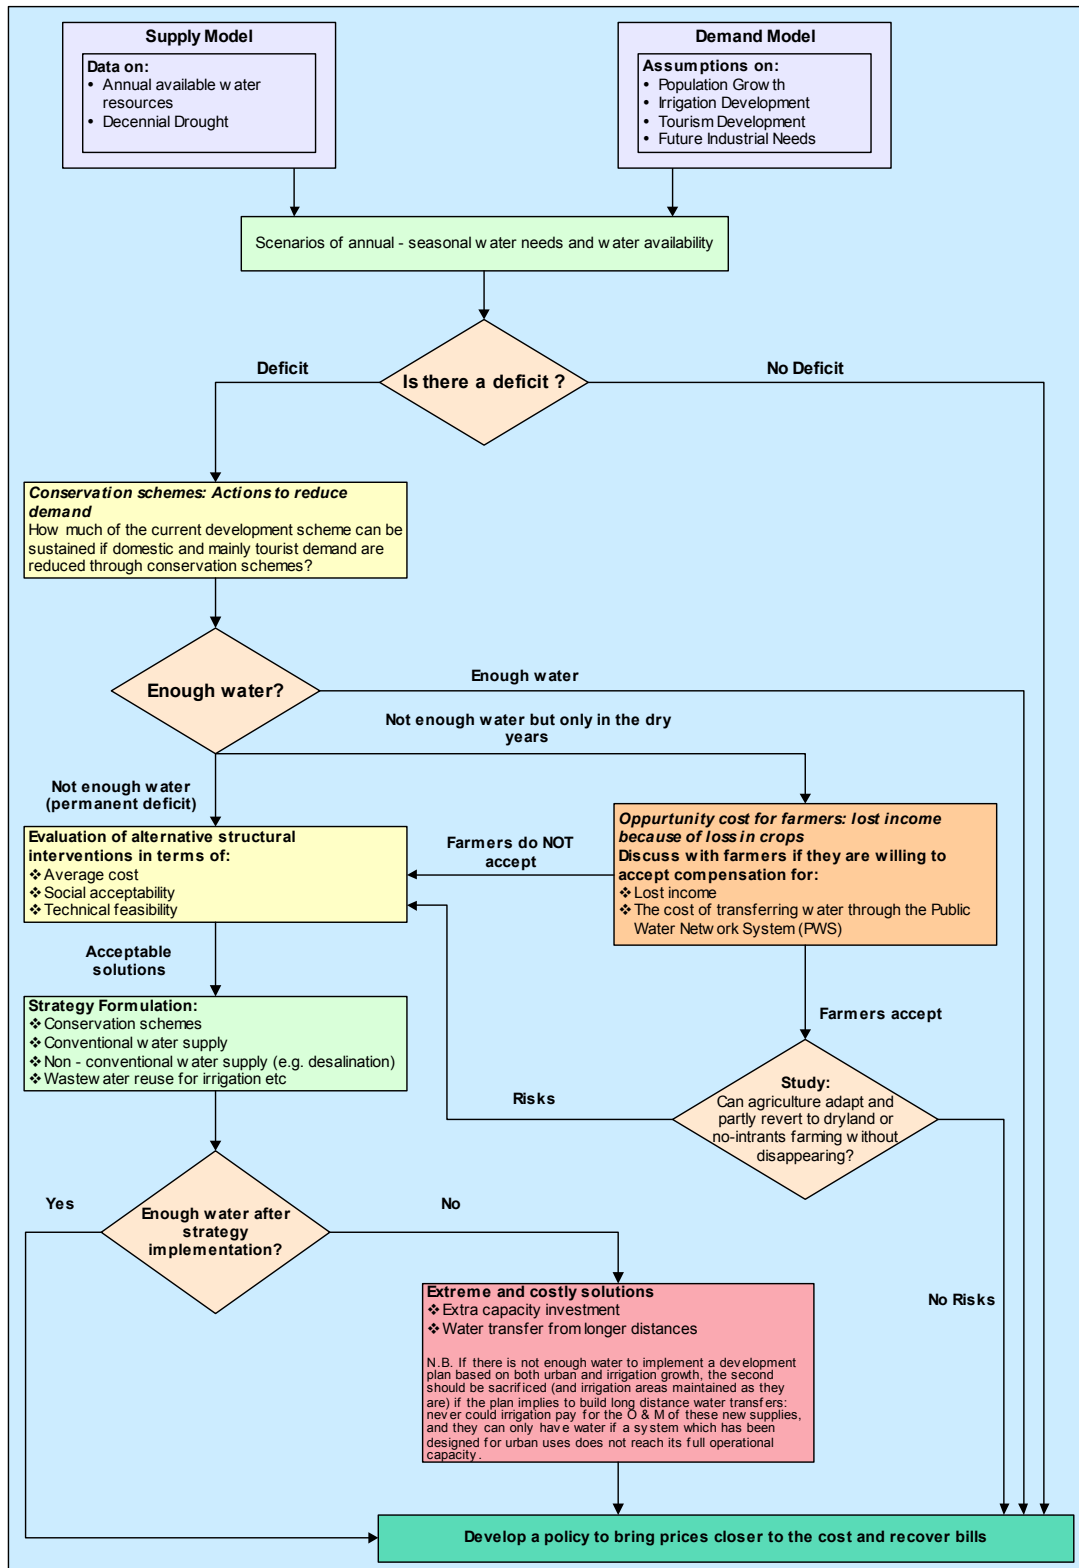 Supply Model
Data on:
• Annual available water
resources
• Decennial Drought
Demand Model
Assumptions on:
• Population Growth
• Irrigation Development
• Tourism Development
• Future Industrial Needs
Scenarios of annual - seasonal water needs and water availability
Is there a deficit ?
Deficit
No Deficit
Conservation schemes: Actions to reduce
demand
How much of the current development scheme can be
sustained if domestic and mainly tourist demand are
reduced through conservation schemes?
Enough water?
Enough water
Not enough water but only in the dry
years
Not enough water
(permanent deficit)
Evaluation of alternative structural
interventions in terms of:
❖ Average cost
❖ Social acceptability
❖ Technical feasibility
Farmers do NOT
accept
Oppurtunity cost for farmers: lost income
because of loss in crops
Discuss with farmers if they are willing to
accept compensation for:
❖ Lost income
❖ The cost of transferring water through the Public
Water Network System (PWS)
Acceptable
solutions
Farmers accept
Strategy Formulation:
❖ Conservation schemes
❖ Conventional water supply
❖ Non - conventional water supply (e.g. desalination)
❖ Wastewater reuse for irrigation etc
Risks
Study:
Can agriculture adapt and
partly revert to dryland or
no-intrants farming without
disappearing?
Yes
No
Enough water after
strategy
implementation?
No Risks
Extreme and costly solutions
❖ Extra capacity investment
❖ Water transfer from longer distances
N.B. If there is not enough water to implement a development
plan based on both urban and irrigation growth, the second
should be sacrificed (and irrigation areas maintained as they
are) if the plan implies to build long distance water transfers:
never could irrigation pay for the O & M of these new supplies,
and they can only have water if a system which has been
designed for urban uses does not reach its full operational
capacity.
Develop a policy to bring prices closer to the cost and recover bills